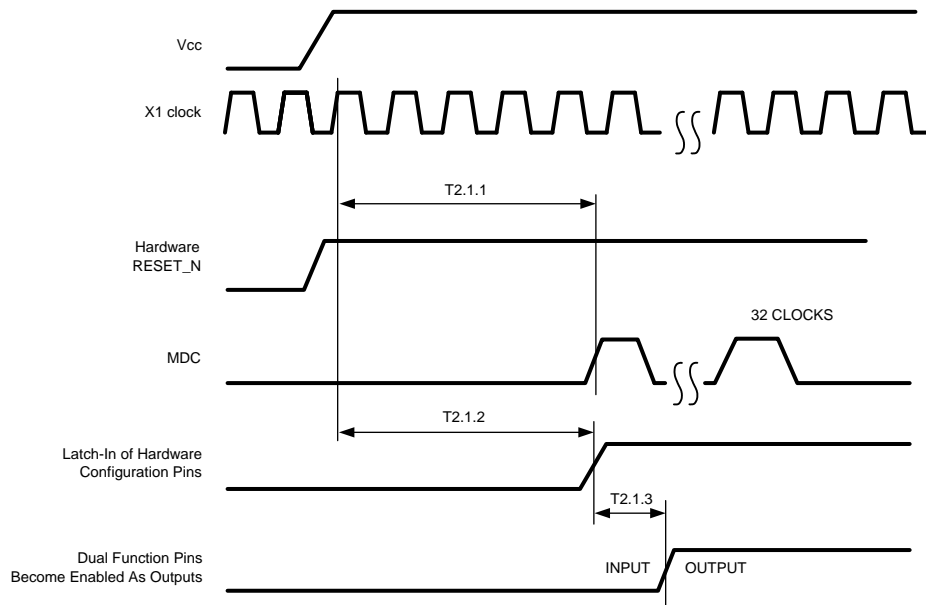 Vcc
X1 clock
T2.1.1
Hardware
RESET_N
32 CLOCKS
MDC
T2.1.2
Latch-In of Hardware
Configuration Pins
T2.1.3
Dual Function Pins
Become Enabled As Outputs
INPUT
OUTPUT